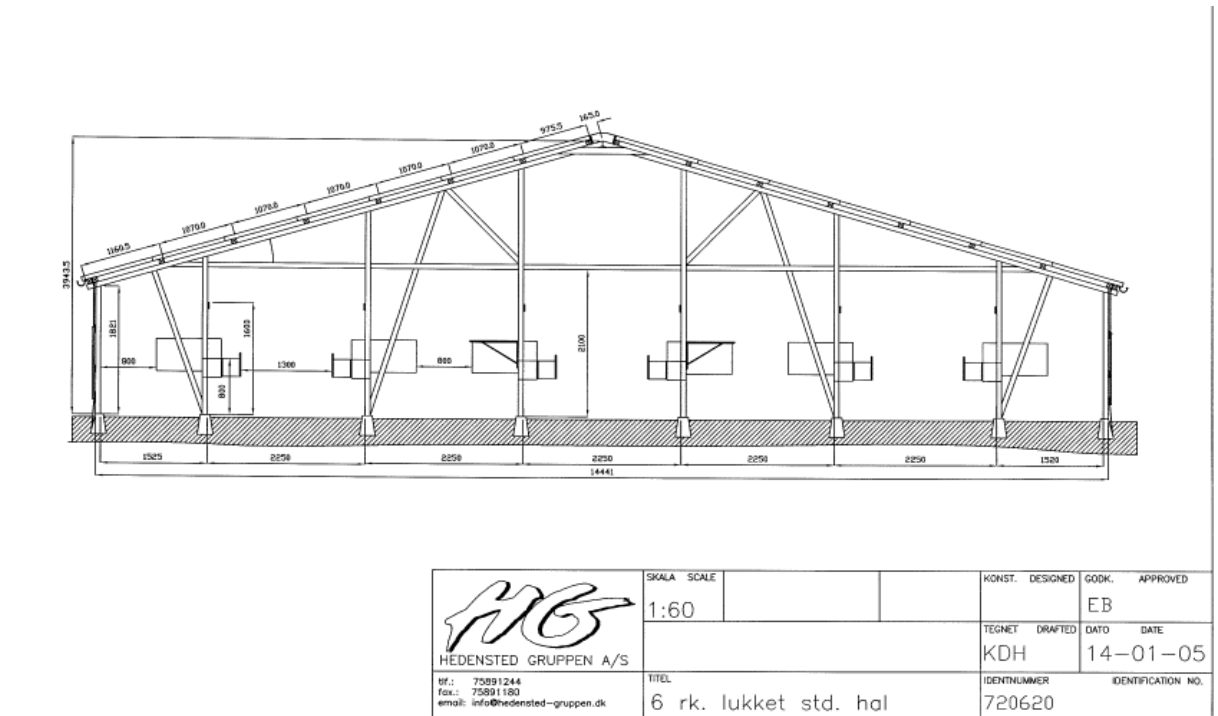 165.0
975.5
1070.0
1070.0
1070.0
1070.0
1070.0
1160.5
3943.5
1821
800
1600
800
1300
800
2100
1525
2250
2250
2250
2250
2250
1520
14441
HG
HEDENSTED GRUPPEN A/S
tlf.: 75891244
fax.: 75891180
email: info@hedensted-gruppen.dk
SKALA SCALE
1:60
KONST. DESIGNED
GODK. APPROVED
EB
TEGNET DRAFTED
KDH
DATO DATE
14-01-05
TITEL
6 rk. lukket std. hal
IDENTNUMMER IDENTIFICATION NO.
720620